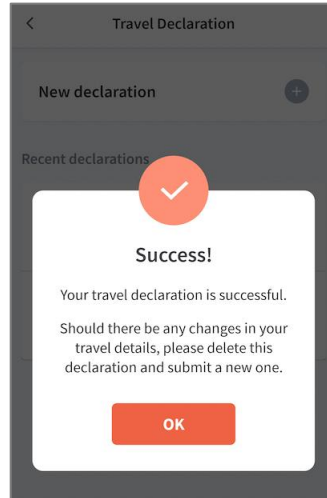 Travel Declaration
New declaration
Recent declarations
Success!
Your travel declaration is successful.
Should there be any changes in your
travel details, please delete this
declaration and submit a new one.
OK